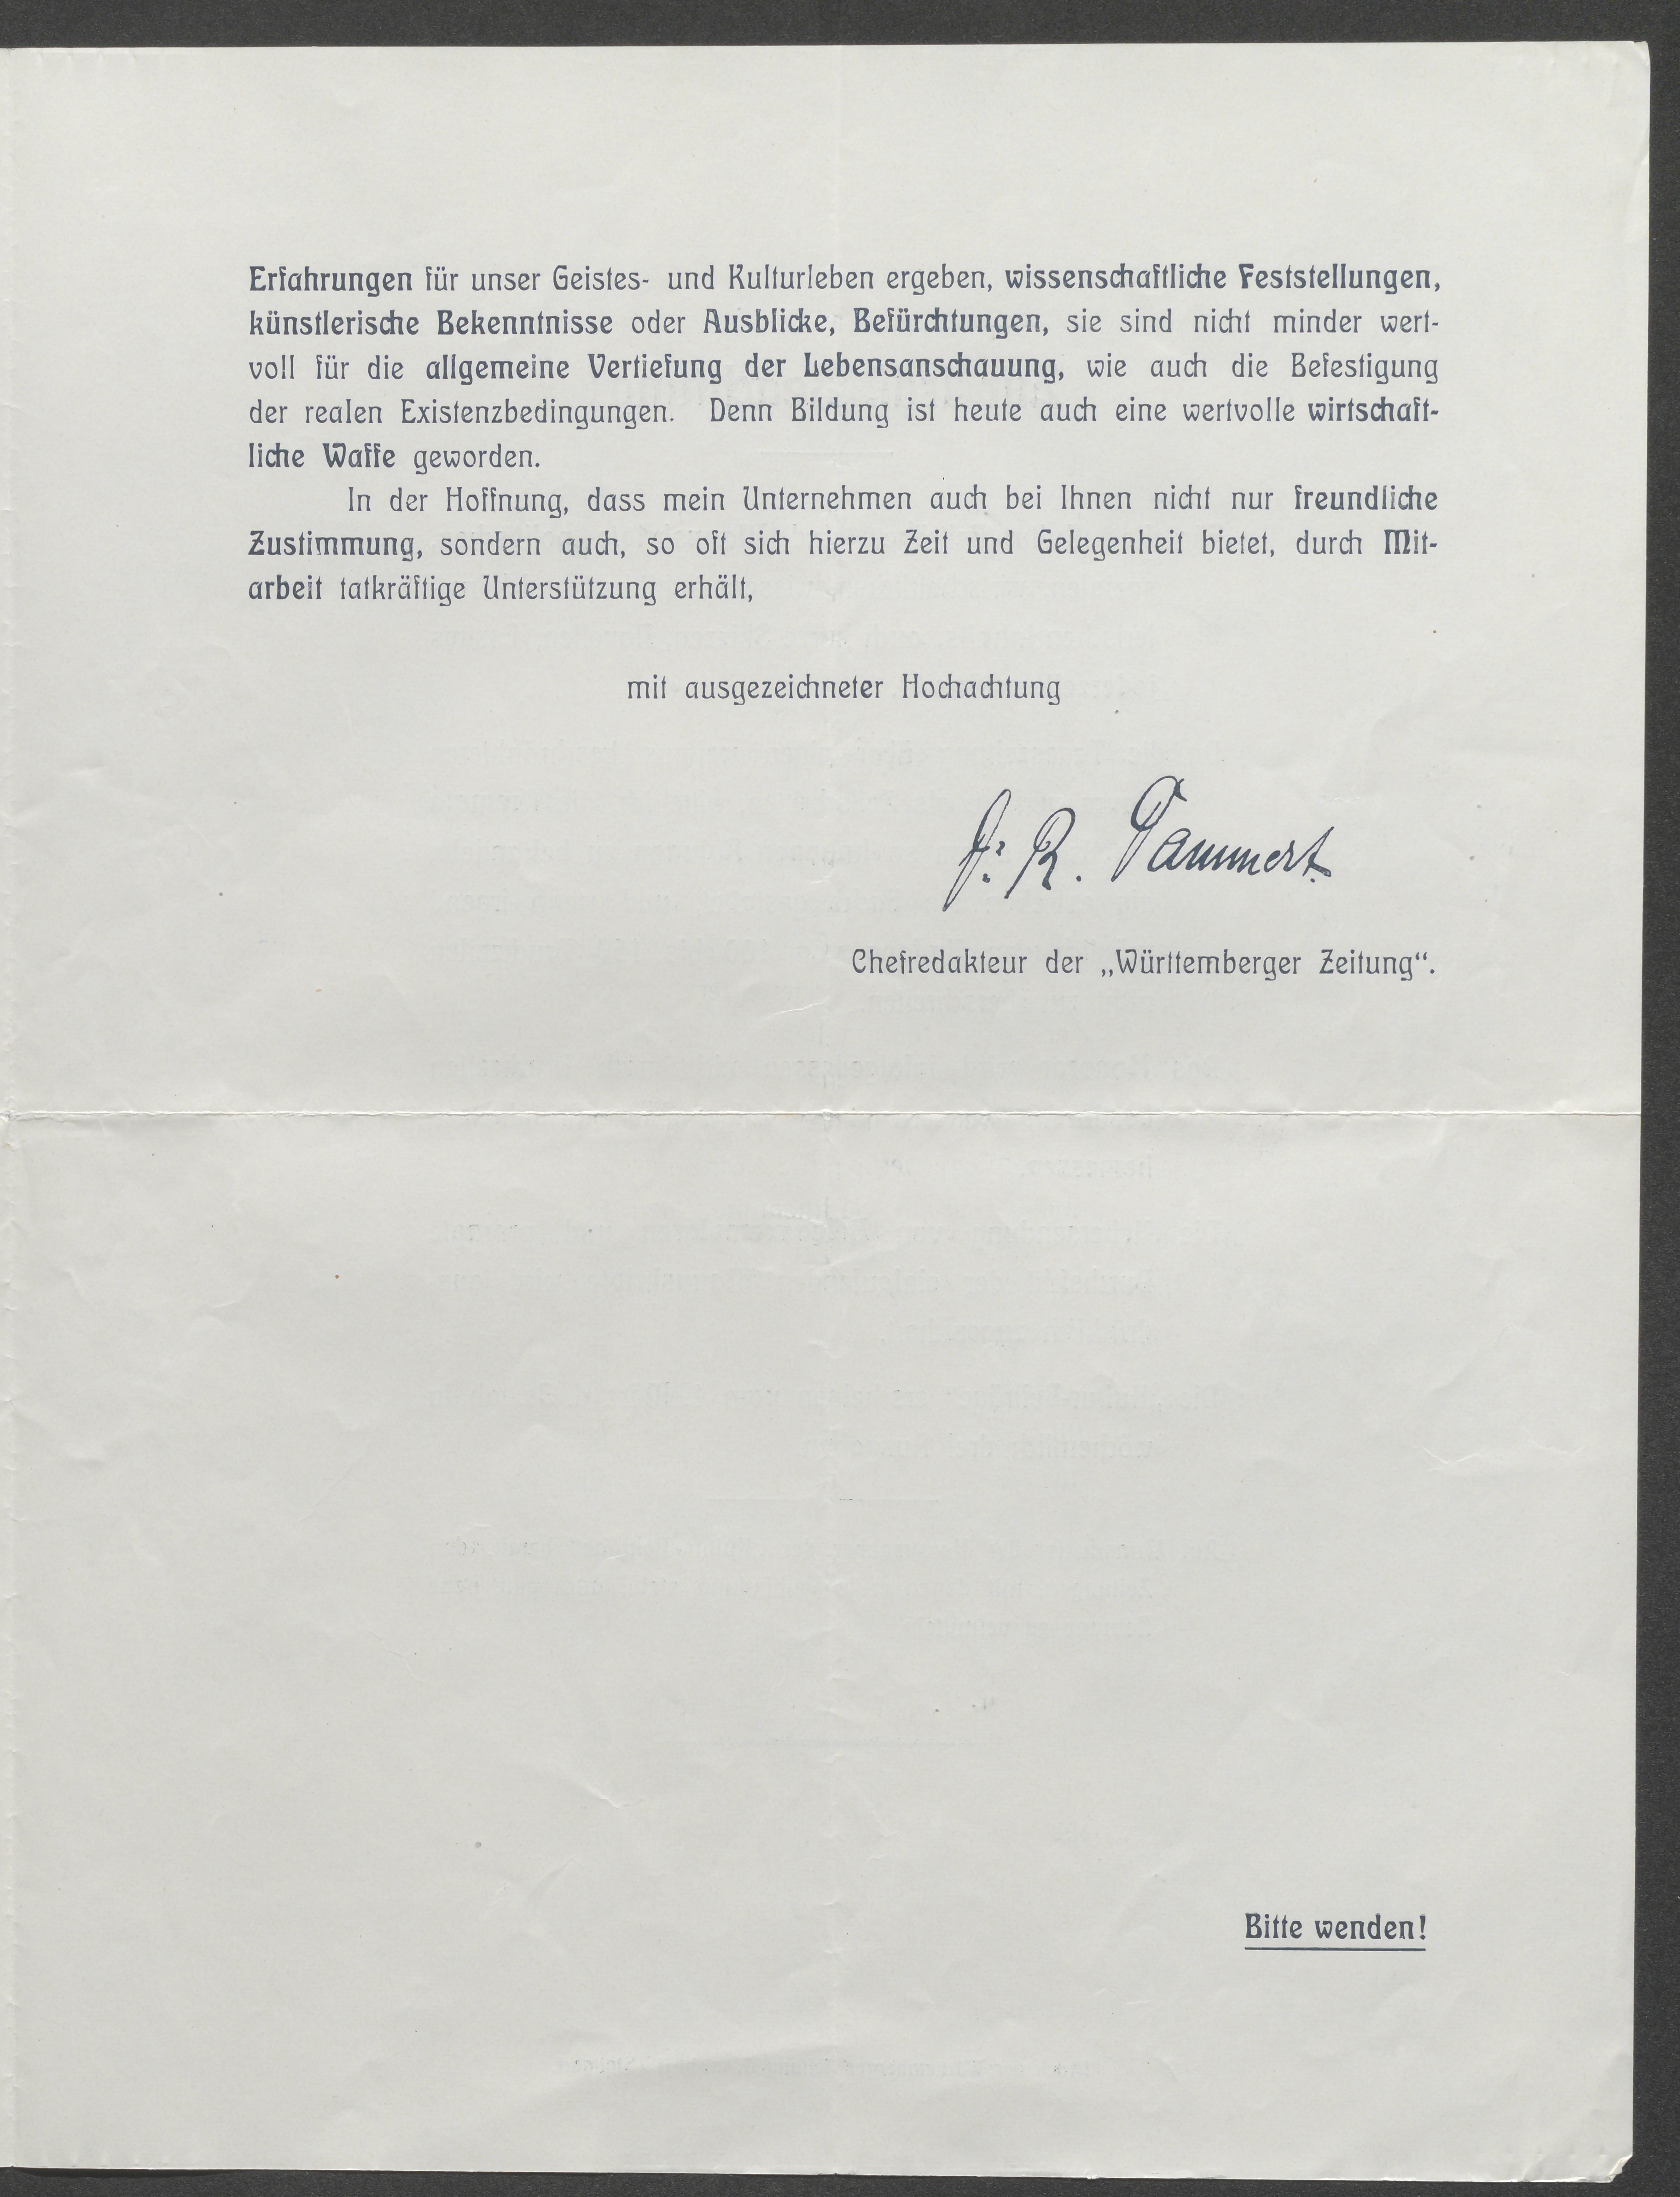 Erfahrungen für unser Geistes- und Kulturleben ergeben, wissenschaftliche Feststellungen,
künstlerische Bekenntnisse oder Ausblicke, Befürchtungen, sie sind nicht minder wert-
voll für die allgemeine Vertiefung der Lebensanschauung, wie auch die Befestigung
der realen Existenzbedingungen. Denn Bildung ist heute auch eine wertvolle wirtschaft-
liche Waffe geworden.
In der Hoffnung, dass mein Unternehmen auch bei Ihnen nicht nur freundliche
Zustimmung, sondern auch, so oft sich hierzu Zeit und Gelegenheit bietet, durch Mit-
arbeit tatkräftige Unterstützung erhält,
mit ausgezeichneter Hochachtung
R.
Chefredakteur der „Württemberger Zeitung“.
Bitte wenden!